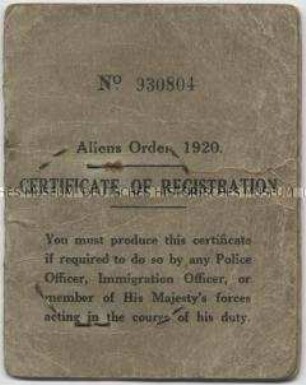 Nº 930804
Aliens Order, 1920.
CERTIFICATE OF REGISTRATION
You must produce this certificate
if required to do so by any Police
Officer, Immigration Officer, or
member of His Majesty's forces
acting in the course of his duty.